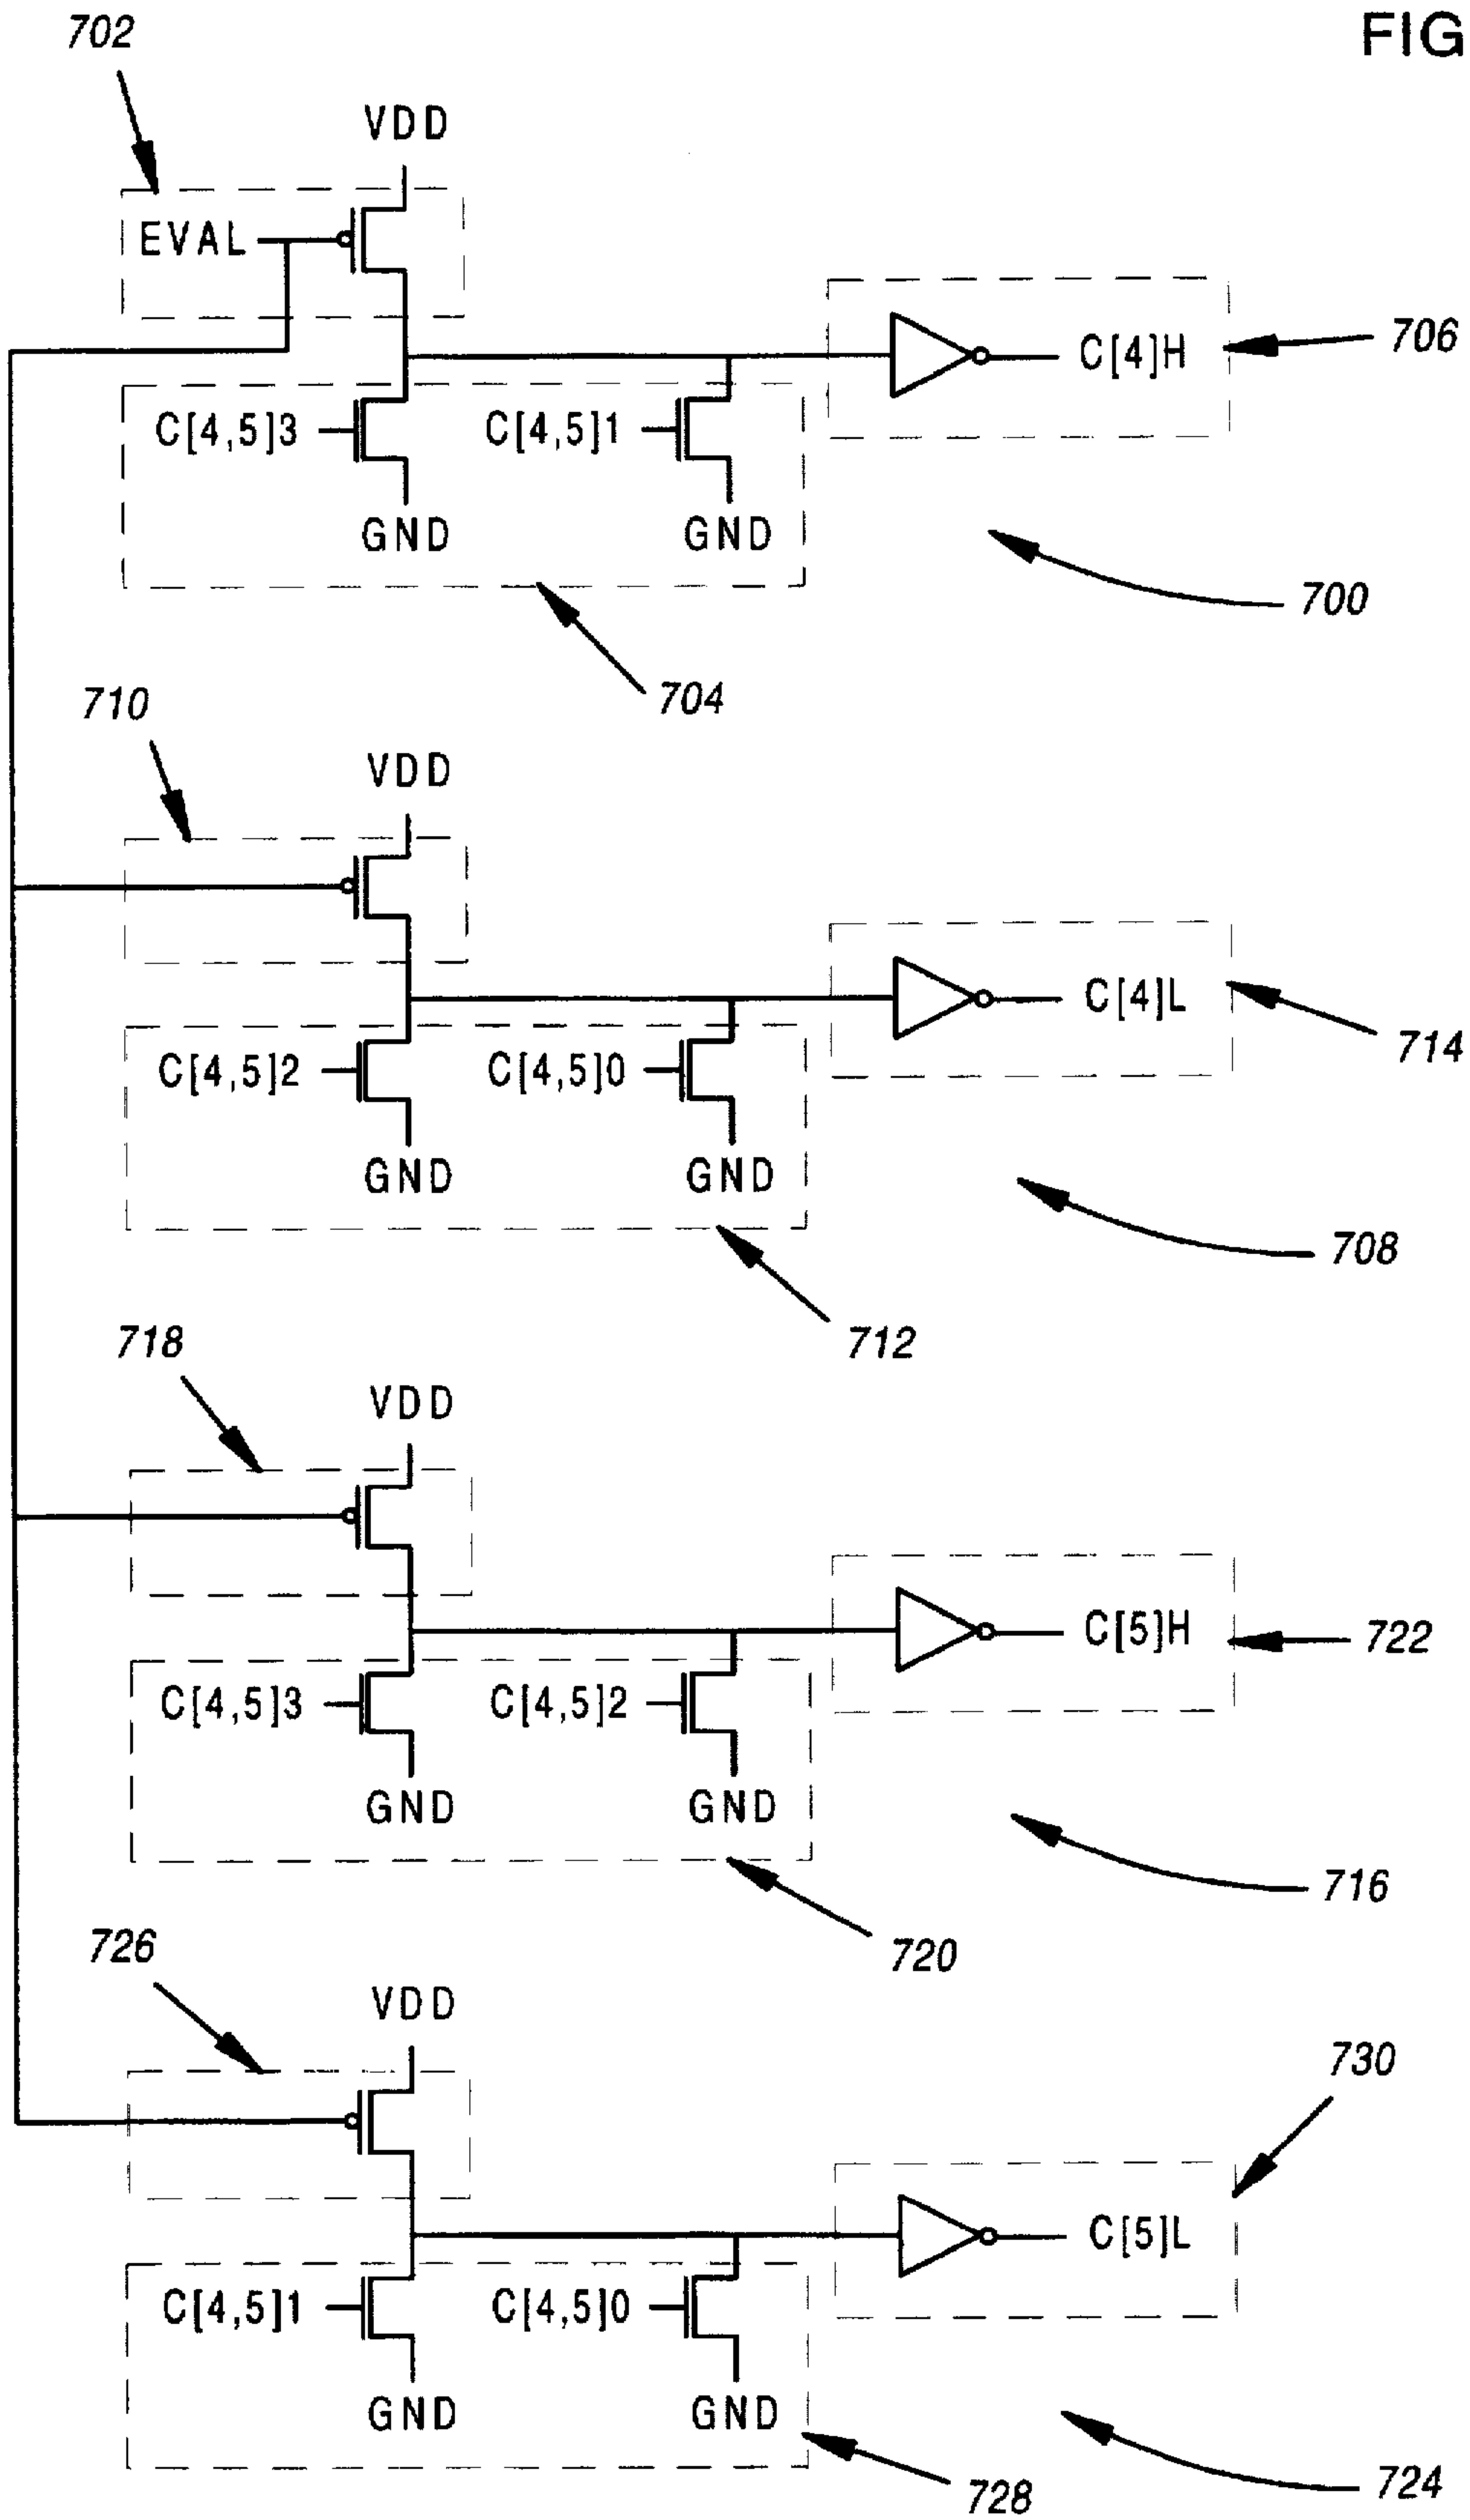 FIG
702
VDD
EVAL
C[4]H
706
C[4,5]3
C[4,5]1
GND
GND
700
704
710
VDD
C[4]L
714
C[4,5]2
C[4,5]0
GND
GND
708
712
718
VDD
C[5]H
722
C[4,5]3
C[4,5]2
GND
GND
716
720
726
VDD
730
C[5]L
C[4,5]1
C[4,5]0
GND
GND
728
724